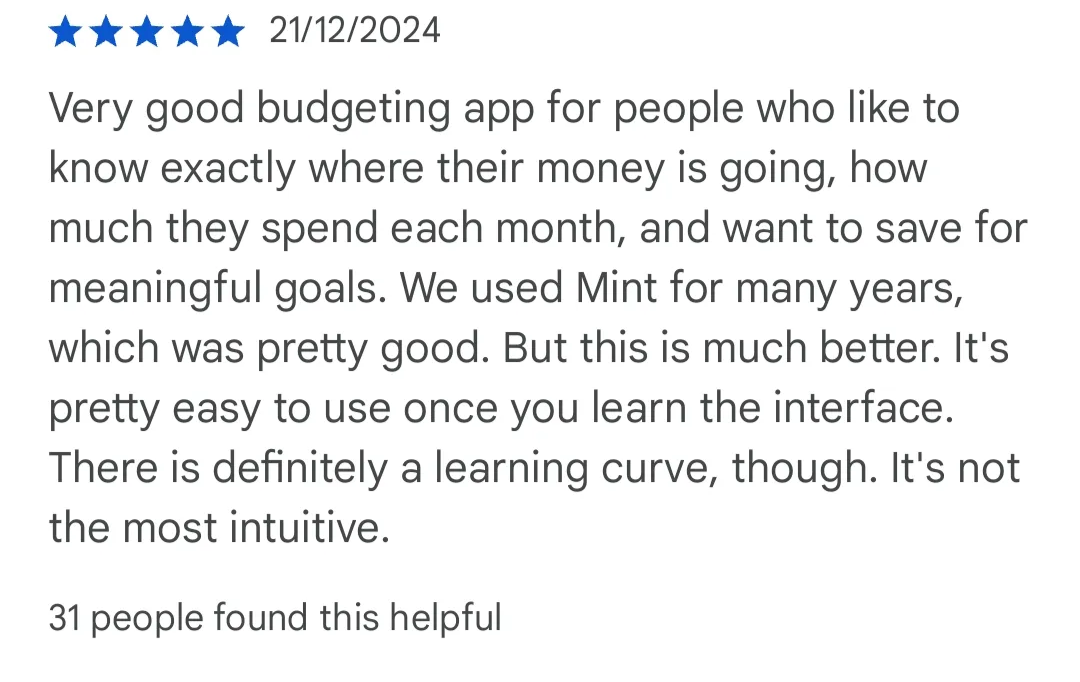 21/12/2024
Very good budgeting app for people who like to
know exactly where their money is going, how
much they spend each month, and want to save for
meaningful goals. We used Mint for many years,
which was pretty good. But this is much better. It's
pretty easy to use once you learn the interface.
There is definitely a learning curve, though. It's not
the most intuitive.
31 people found this helpful